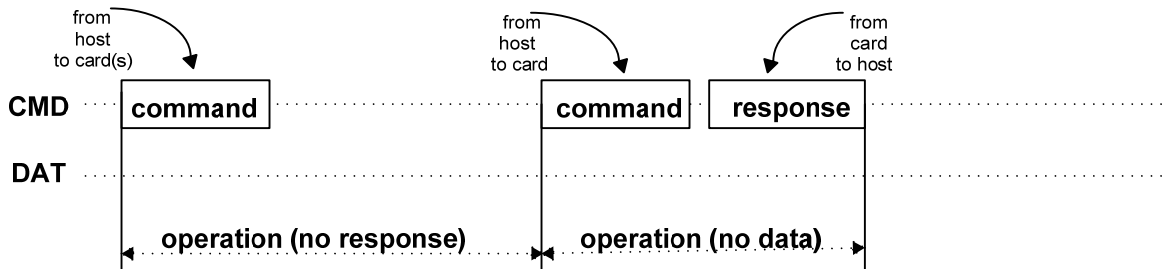 from
host
to card(s)
from
host
to card
from
card
to host
CMD
command
command
response
DAT
operation (no response)
operation (no data)